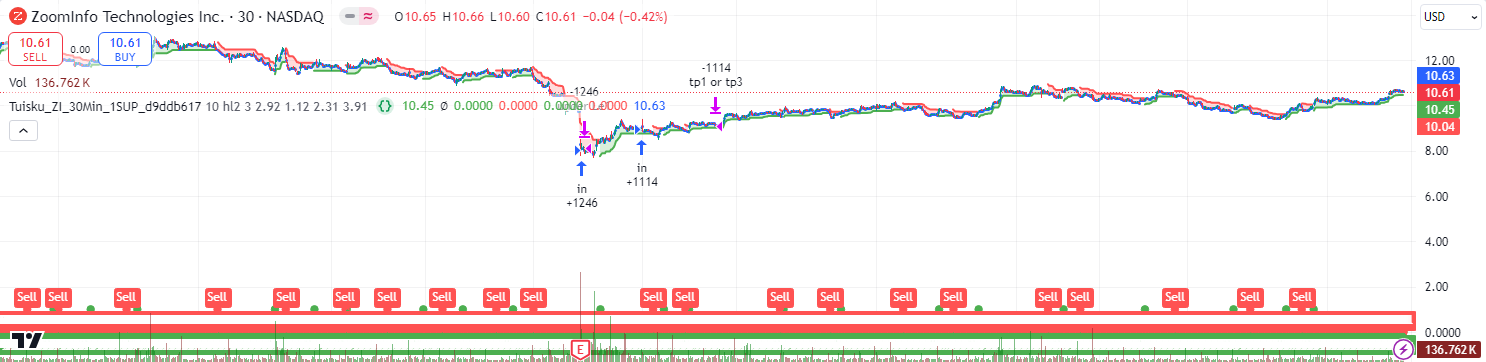 ZoomInfo Technologies Inc. · 30 · NASDAQ O10.65 H10.66 L10.60 C10.61 −0.04 (−0.42%)
USD
10.61 SELL
0.00
10.61 BUY
Vol 136.762 K
Tuisku_ZI_30Min_1SUP_d9ddb617 10 hl2 3 2.92 1.12 2.31 3.91 {} 10.45 Ø 0.0000 0.0000 0.0000 0.0000 10.63
-1246
-1114
tp1 or tp3
in
+1246
in
+1114
12.00
10.63
10.61
10.45
10.04
8.00
6.00
4.00
2.00
0.0000
136.762 K
Sell Sell Sell Sell Sell Sell Sell Sell Sell Sell Sell Sell Sell Sell Sell Sell Sell Sell Sell Sell Sell
E